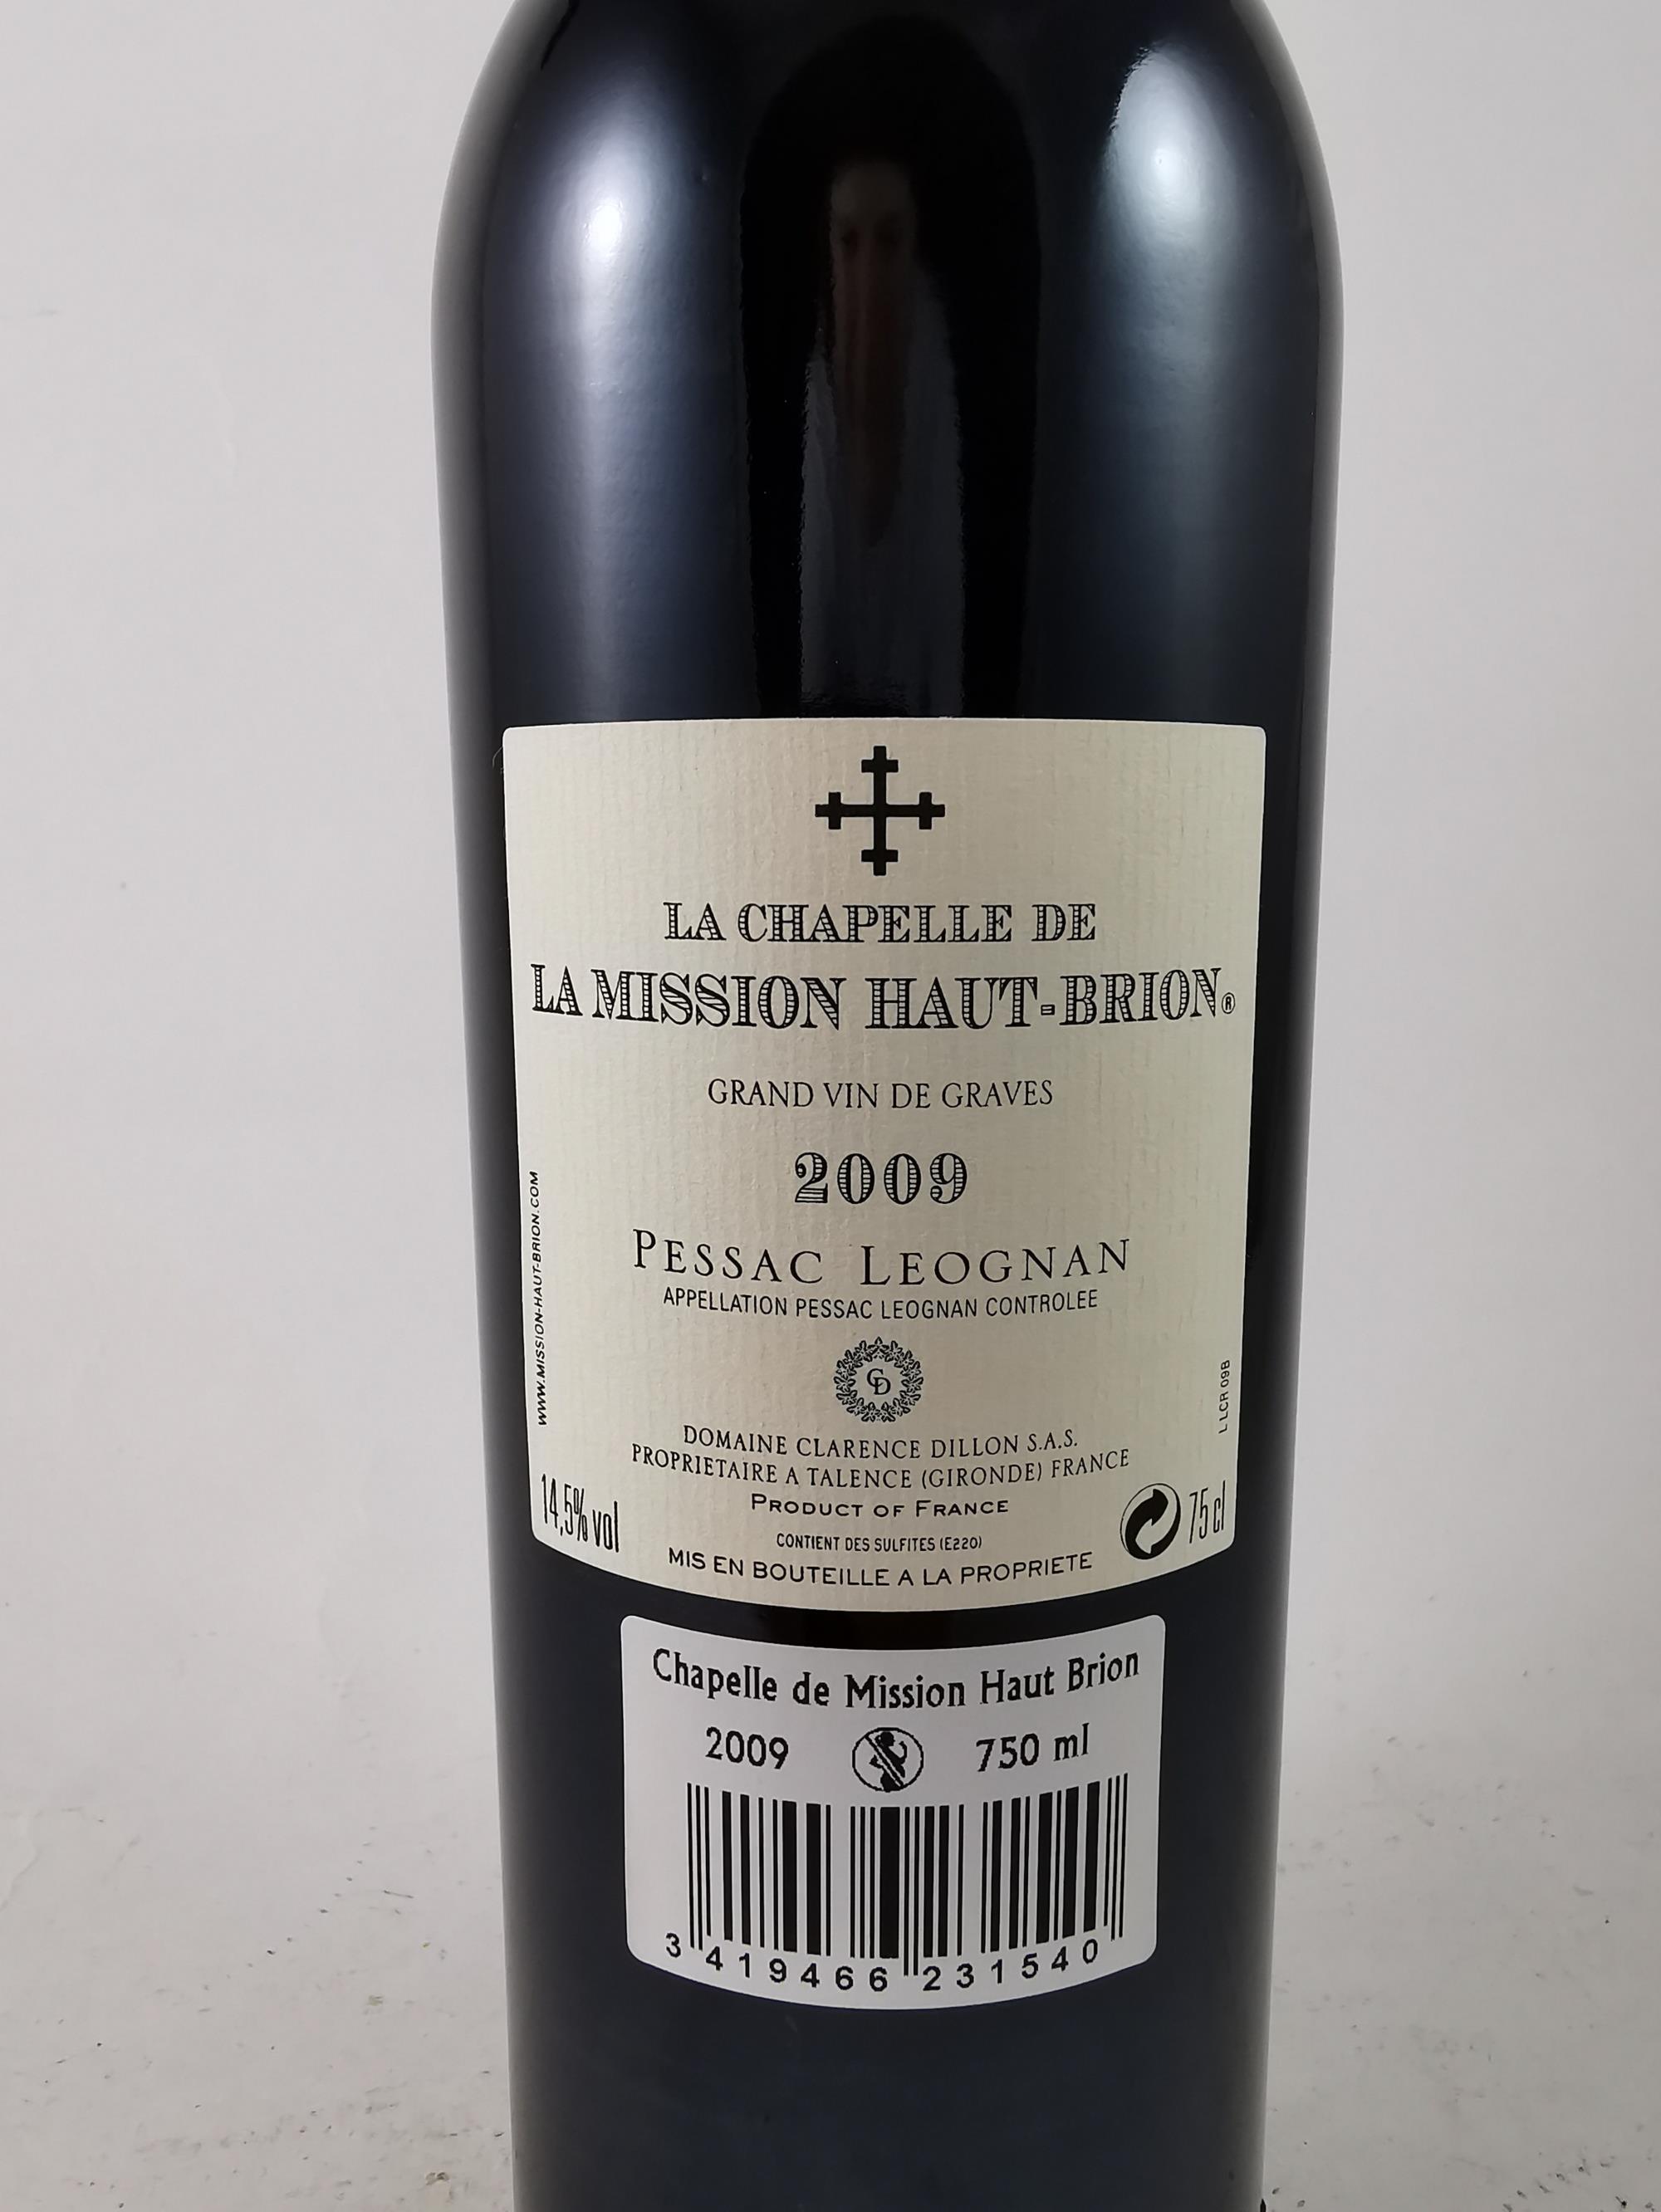 LA CHAPELLE DE
LA MISSION HAUT-BRION®
GRAND VIN DE GRAVES
2009
PESSAC LEOGNAN
APPELLATION PESSAC LEOGNAN CONTROLEE
CD
DOMAINE CLARENCE DILLON S.A.S.
PROPRIETAIRE A TALENCE (GIRONDE) FRANCE
PRODUCT OF FRANCE
CONTIENT DES SULFITES (E220)
MIS EN BOUTEILLE A LA PROPRIETE
14,5% vol
75 cl
WWW.MISSION-HAUT-BRION.COM
L LCR 09B
Chapelle de Mission Haut Brion
2009 750 ml
3 419466 231540